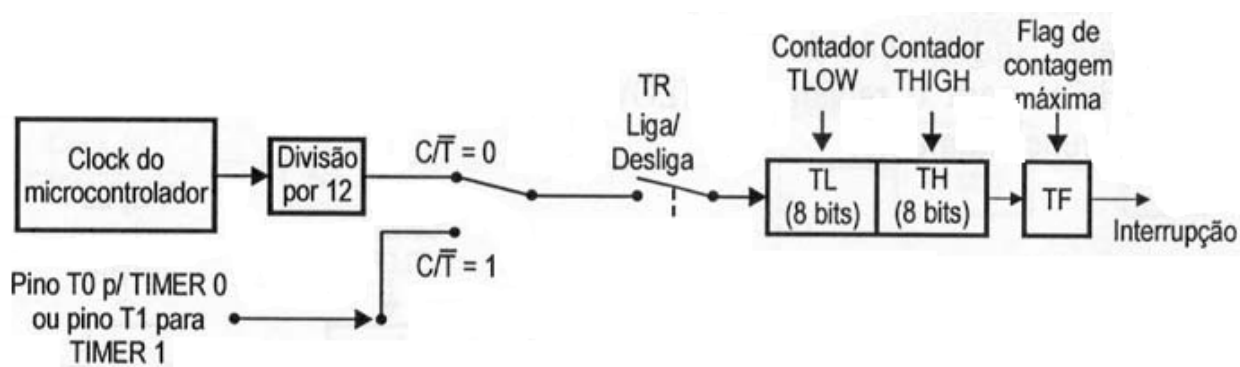 Clock do
microcontrolador
Divisão
por 12
C/T̅ = 0
C/T̅ = 1
Pino T0 p/ TIMER 0
ou pino T1 para
TIMER 1
TR
Liga/
Desliga
Contador
TLOW
Contador
THIGH
Flag de
contagem
máxima
TL
(8 bits)
TH
(8 bits)
TF
Interrupção